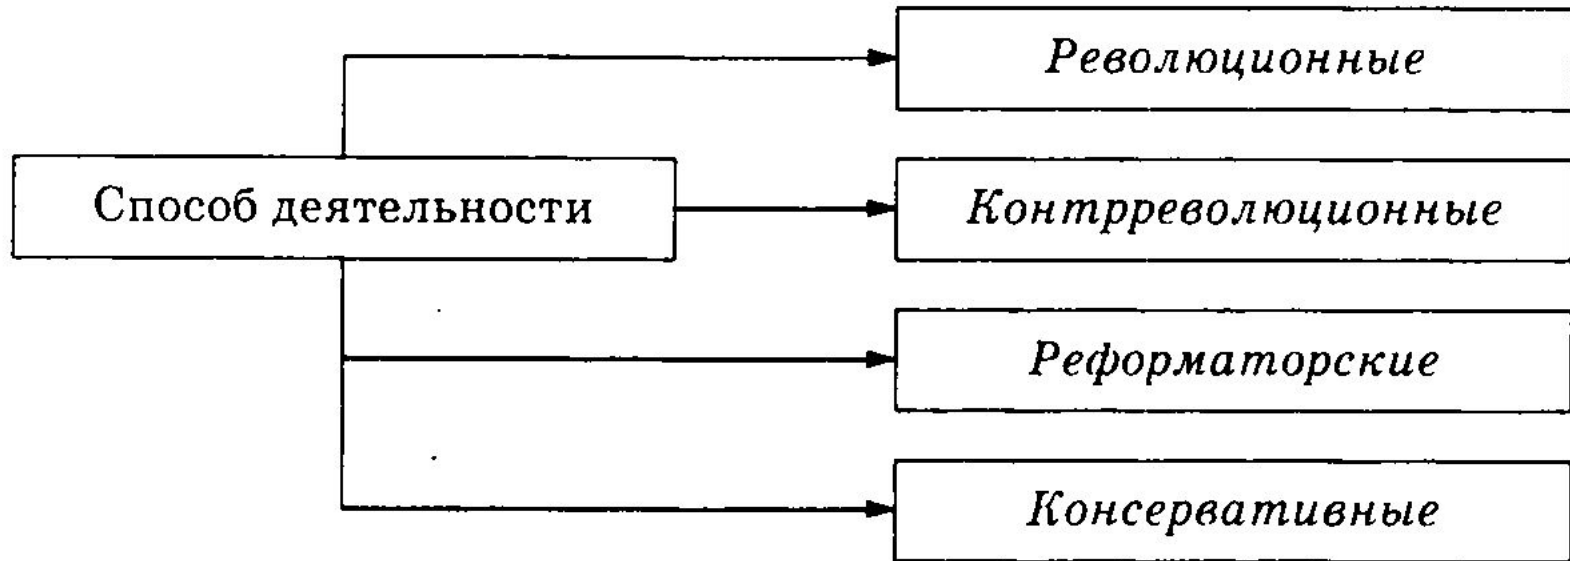 Революционные
Способ деятельности
Контрреволюционные
Реформаторские
Консервативные